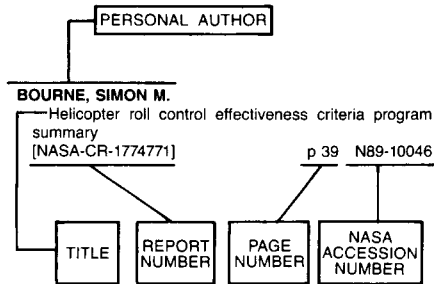 PERSONAL AUTHOR
BOURNE, SIMON M.
Helicopter roll control effectiveness criteria program
summary
[NASA-CR-1774771] p 39 N89-10046
TITLE
REPORT
NUMBER
PAGE
NUMBER
NASA
ACCESSION
NUMBER